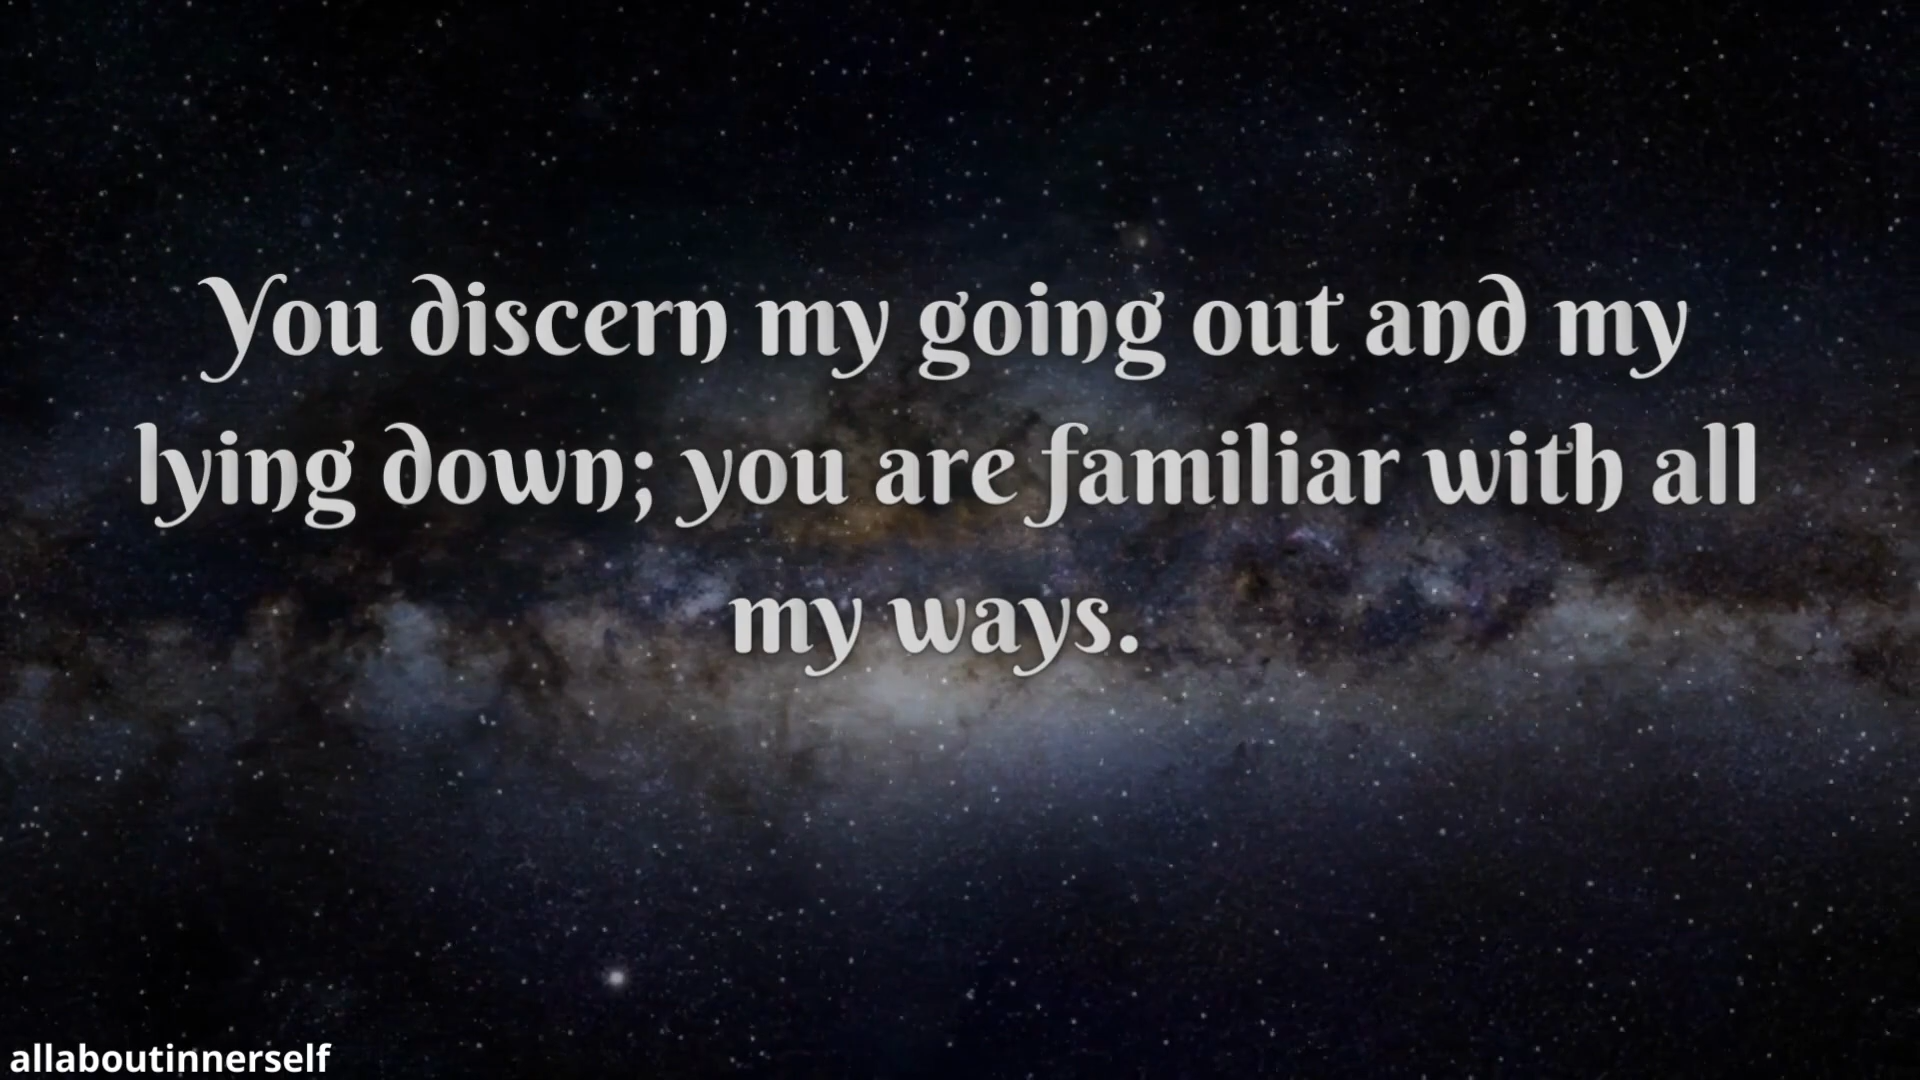 You discern my going out and my
lying down; you are familiar with all
my ways.
allaboutinnerself